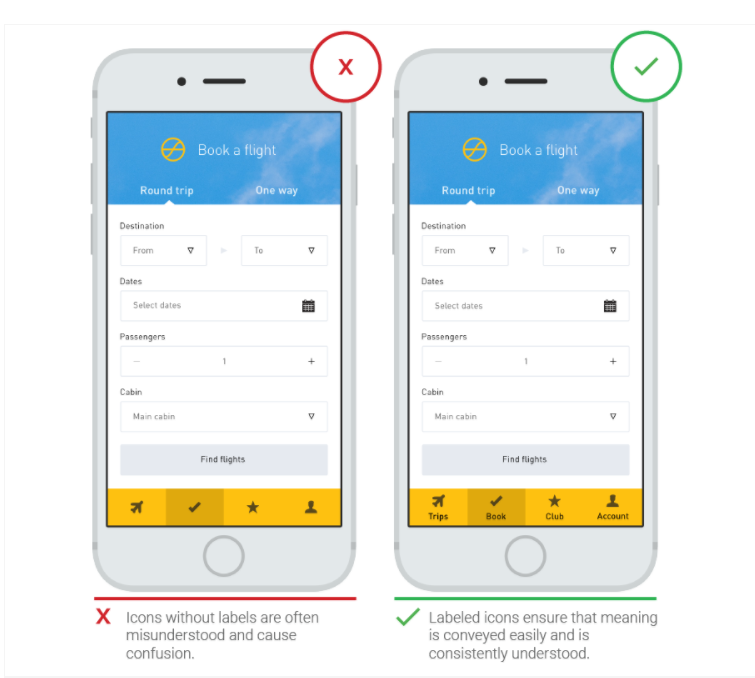 X
Book a flight
Round trip One way
Destination
From To
Dates
Select dates
Passengers
— 1 +
Cabin
Main cabin
Find flights
X Icons without labels are often
misunderstood and cause
confusion.
Book a flight
Round trip One way
Destination
From To
Dates
Select dates
Passengers
— 1 +
Cabin
Main cabin
Find flights
Trips Book Club Account
Labeled icons ensure that meaning
is conveyed easily and is
consistently understood.